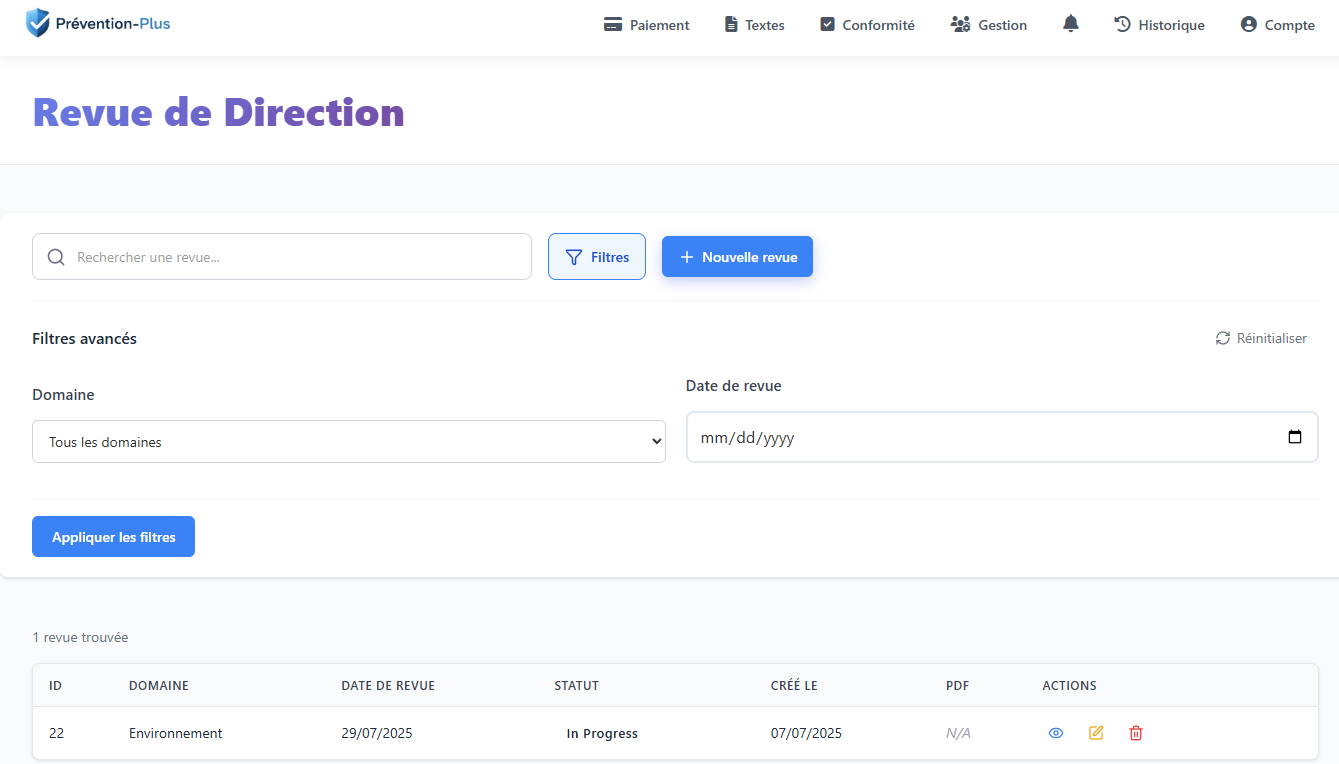 Prévention-Plus
Paiement
Textes
Conformité
Gestion
Historique
Compte
Revue de Direction
Rechercher une revue...
Filtres
Nouvelle revue
Filtres avancés
Réinitialiser
Domaine
Date de revue
Tous les domaines
mm/dd/yyyy
Appliquer les filtres
1 revue trouvée
ID DOMAINE DATE DE REVUE STATUT CRÉÉ LE PDF ACTIONS
22 Environnement 29/07/2025 In Progress 07/07/2025 N/A